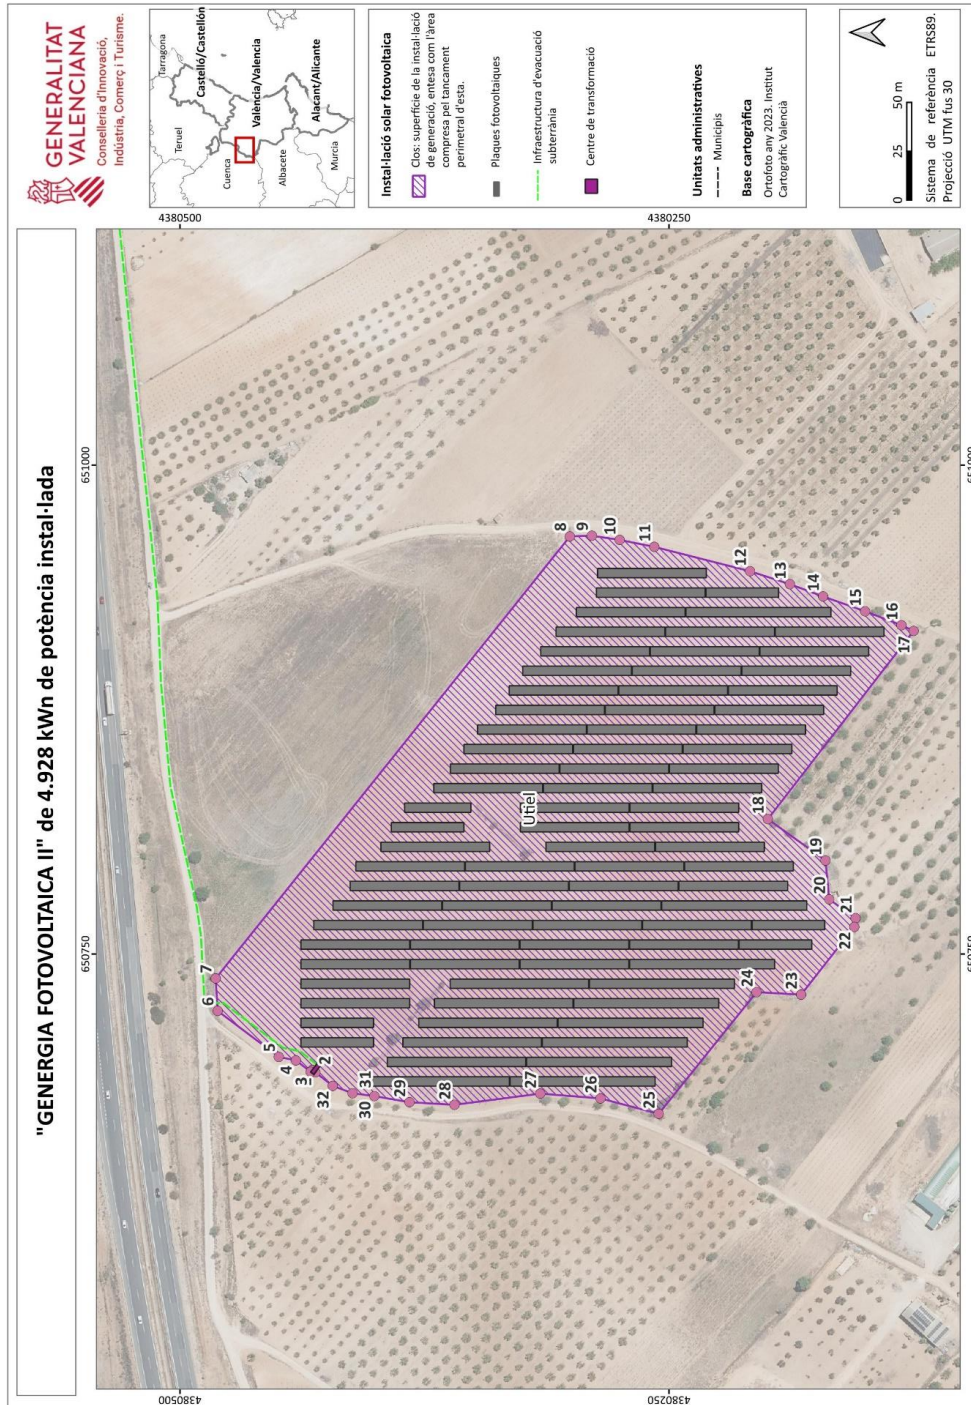 "GENERGIA FOTOVOLTAICA II" de 4.928 kWn de potència instal·lada
GENERALITAT
VALENCIANA
Conselleria d'Innovació,
Indústria, Comerç i Turisme.
Tarragona
Teruel
Castelló/Castellón
Cuenca
València/Valencia
Albacete
Alacant/Alicante
Murcia
Instal·lació solar fotovoltaica
Clos: superfície de la instal·lació
de generació, entesa com l'àrea
compresa pel tancament
perimetral d'esta.
Plaques fotovoltaiques
Infraestructura d'evacuació
subterrània
Centre de transformació
Unitats administratives
Municipis
Base cartogràfica
Ortofoto any 2023. Institut
Cartogràfic Valencià
0 25 50 m
Sistema de referència ETRS89.
Projecció UTM fus 30
650750
651000
4380500
4380500
4380250
4380250
650750
651000
Utiel
2
3
4
5
6
7
8
9
10
11
12
13
14
15
16
17
18
19
20
21
22
23
24
25
26
27
28
29
30
31
32